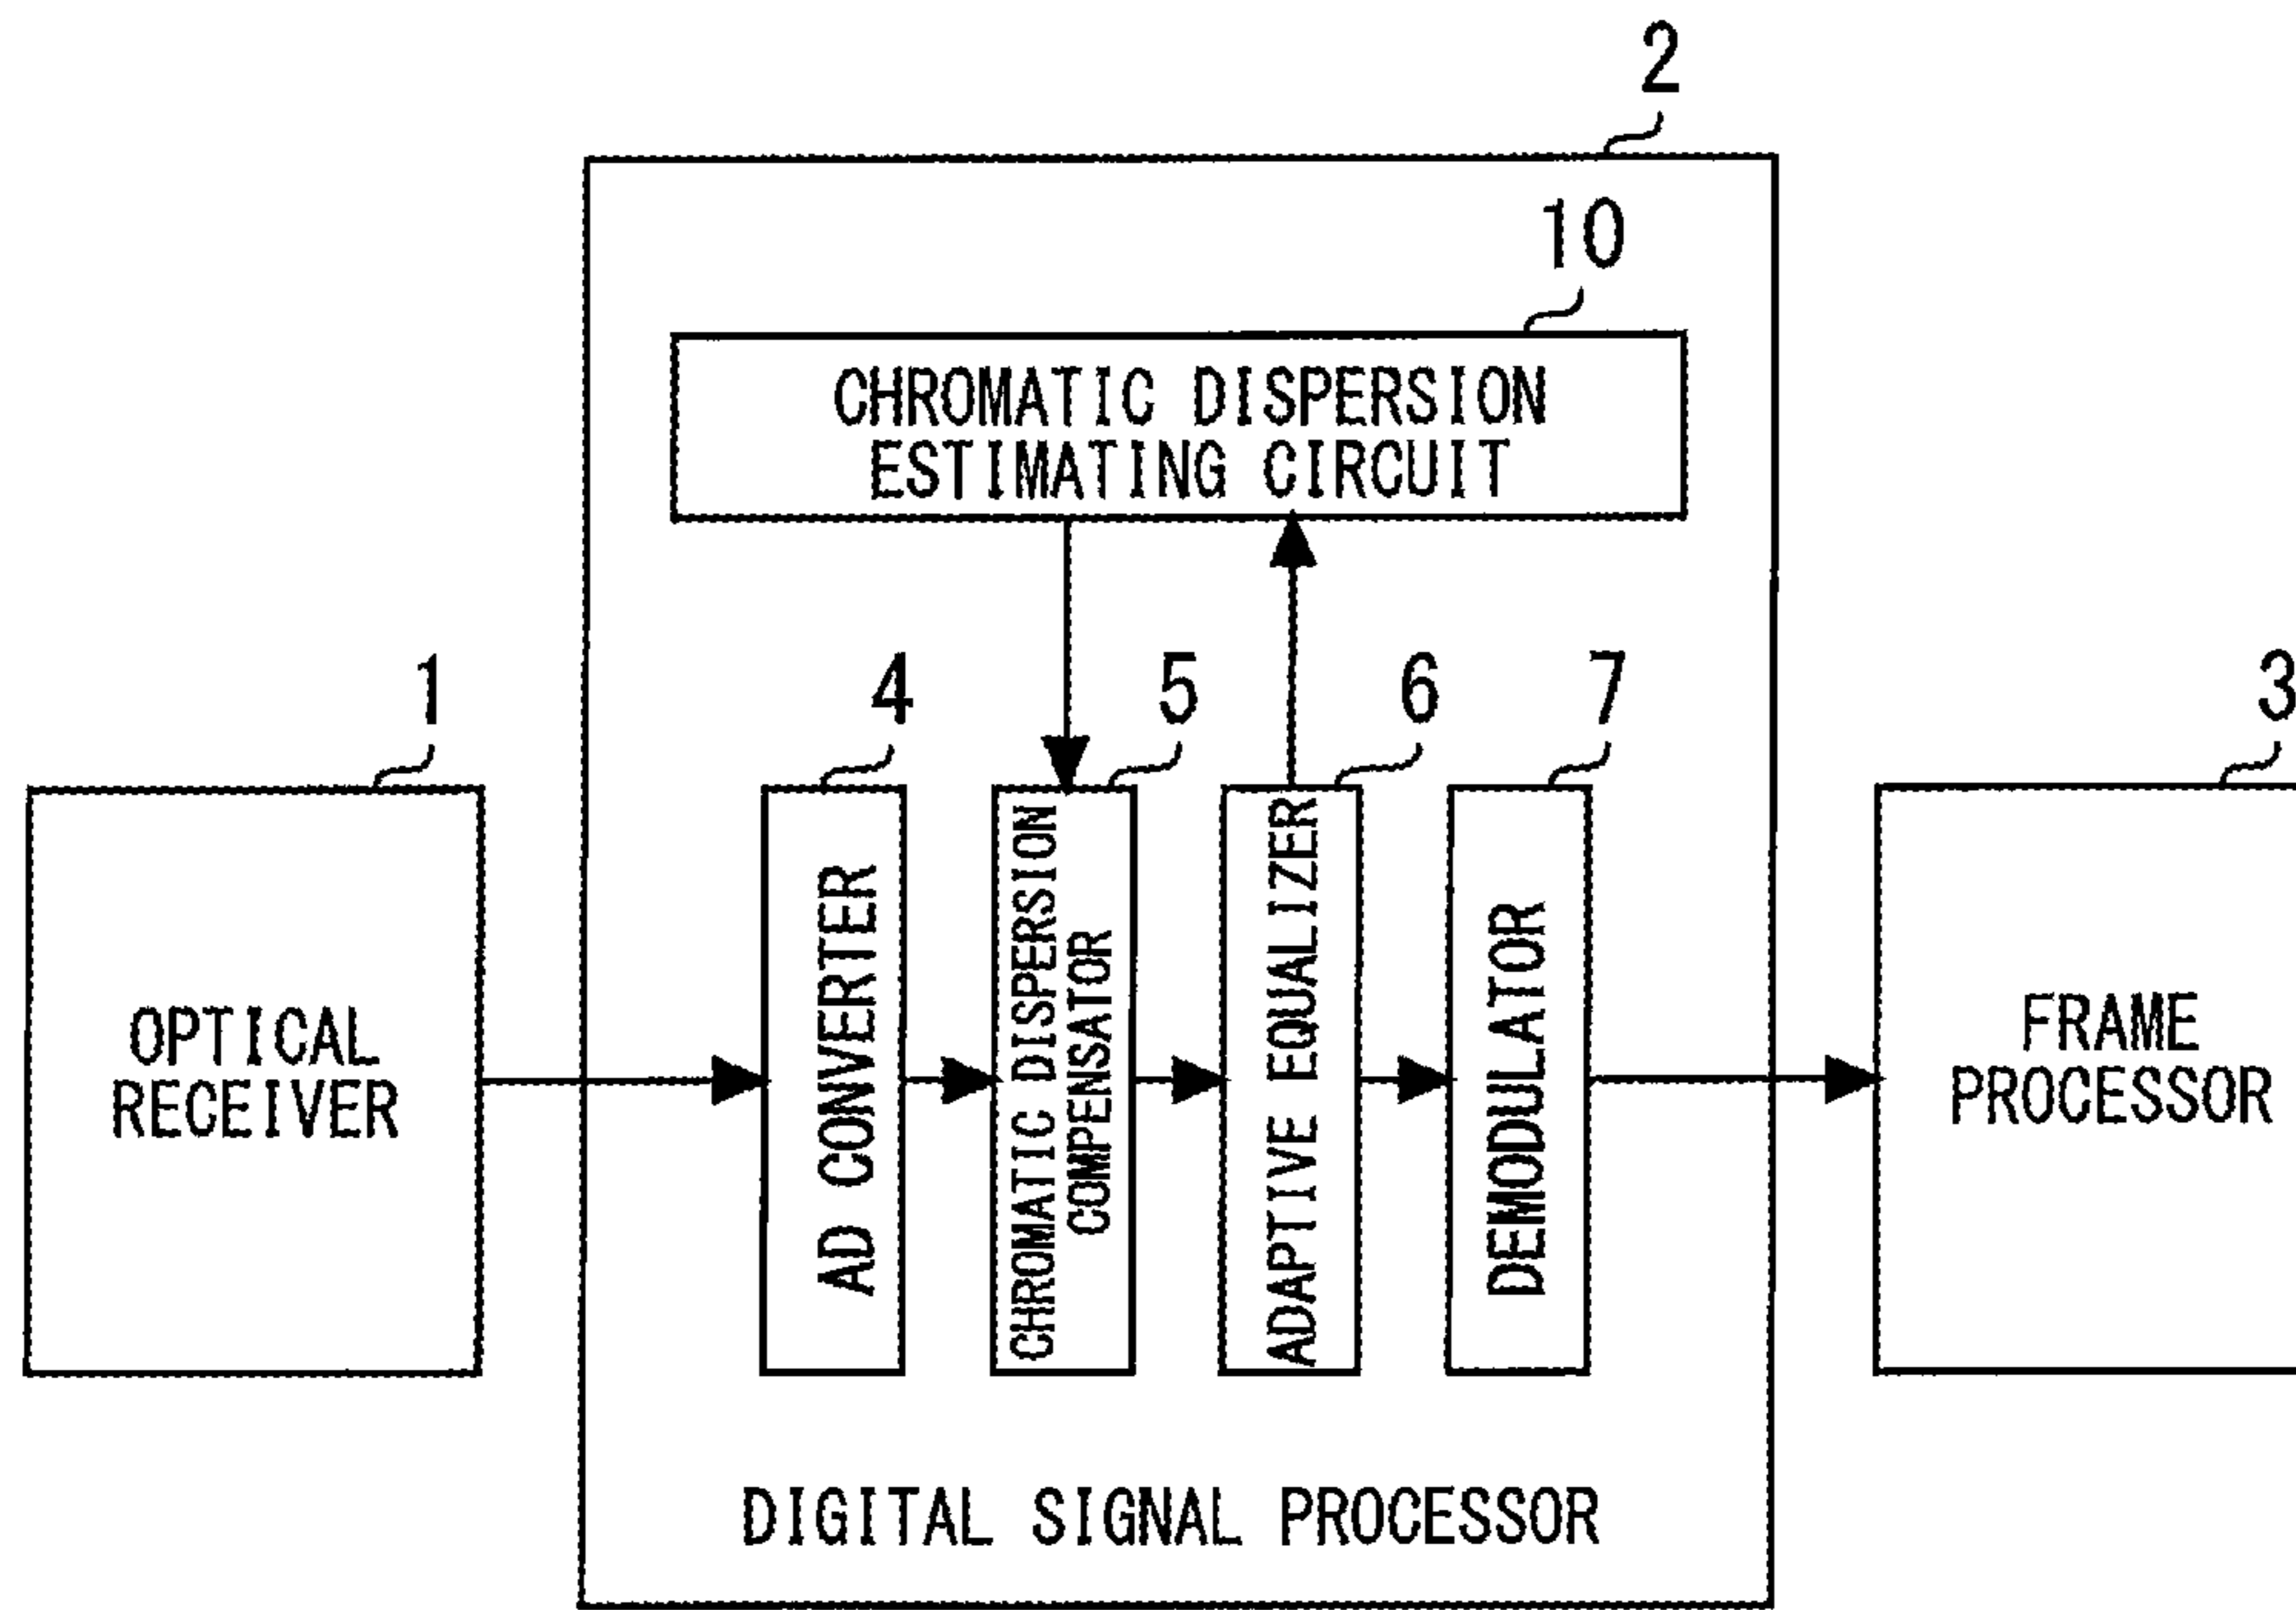 2
10
CHROMATIC DISPERSION
ESTIMATING CIRCUIT
1
4
5
6
7
3
OPTICAL
RECEIVER
AD CONVERTER
CHROMATIC DISPERSION
COMPENSATOR
ADAPTIVE EQUALIZER
DEMODULATOR
FRAME
PROCESSOR
DIGITAL SIGNAL PROCESSOR